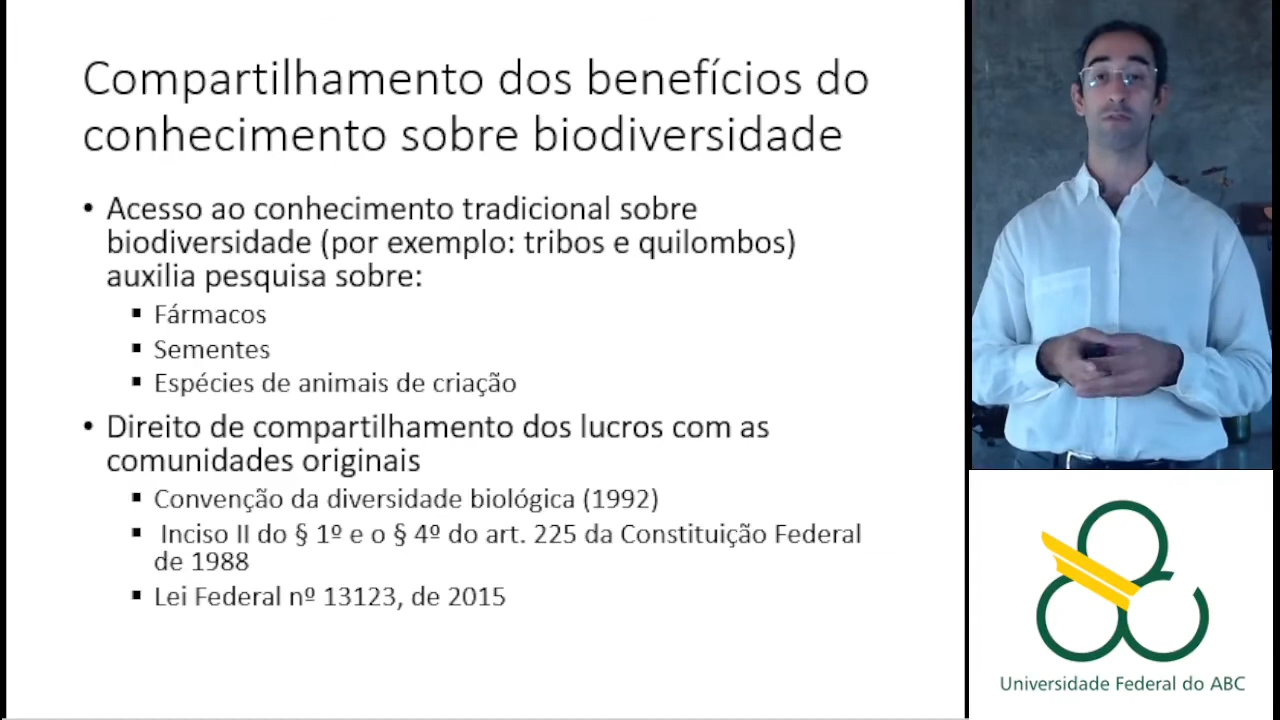 Compartilhamento dos benefícios do
conhecimento sobre biodiversidade
• Acesso ao conhecimento tradicional sobre
biodiversidade (por exemplo: tribos e quilombos)
auxilia pesquisa sobre:
▪ Fármacos
▪ Sementes
▪ Espécies de animais de criação
• Direito de compartilhamento dos lucros com as
comunidades originais
▪ Convenção da diversidade biológica (1992)
▪ Inciso II do § 1º e o § 4º do art. 225 da Constituição Federal
de 1988
▪ Lei Federal nº 13123, de 2015
Universidade Federal do ABC